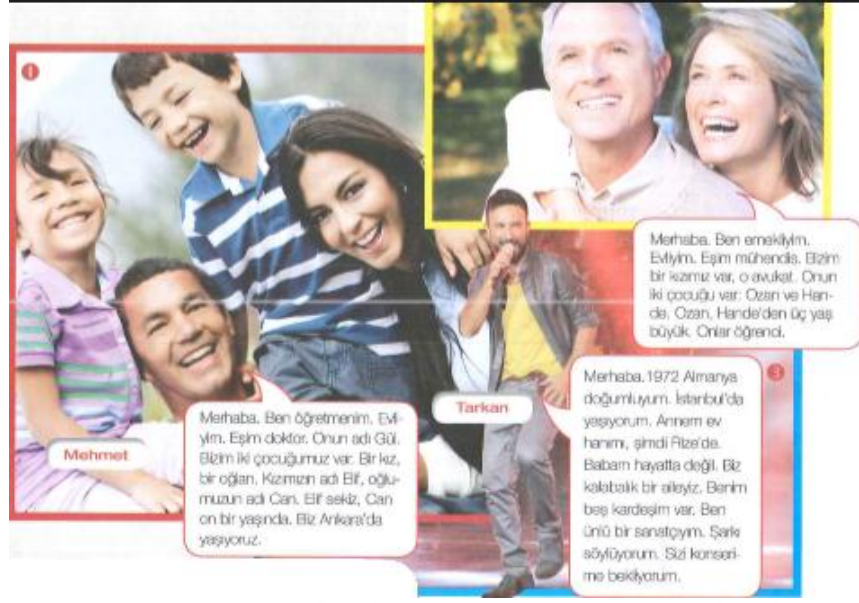 1
Mehmet
Merhaba. Ben öğretmenim. Evli-
yim. Eşim doktor. Onun adı Gül.
Bizim iki çocuğumuz var. Bir kız,
bir oğlan. Kızımızın adı Elif, oğlu-
muzun adı Can. Elif sekiz, Can
on bir yaşında. Biz Ankara'da
yaşıyoruz.
Merhaba. Ben emekliyim.
Evliyim. Eşim mühendis. Bizim
bir kızımız var, o avukat. Onun
iki çocuğu var: Ozan ve Han-
de. Ozan, Hande'den üç yaş
büyük. Onlar öğrenci.
3
Tarkan
Merhaba.1972 Almanya
doğumluyum. İstanbul'da
yaşıyorum. Annem ev
hanımı, şimdi Rize'de.
Babam hayatta değil. Biz
kalabalık bir aileyiz. Benim
beş kardeşim var. Ben
ünlü bir sanatçıyım. Şarkı
söylüyorum. Sizi konseri-
me bekliyorum.